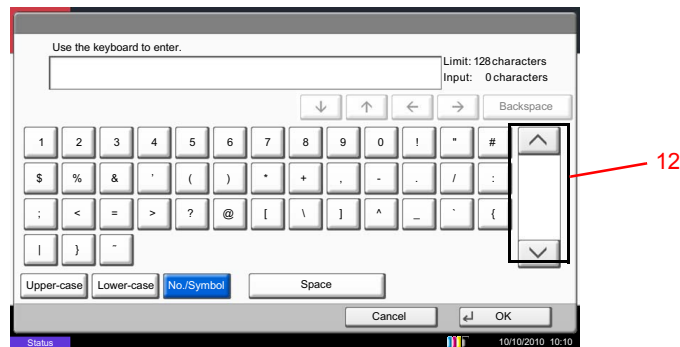 Use the keyboard to enter.
Limit: 128 characters
Input: 0 characters
↓ ↑ ← → Backspace
1 2 3 4 5 6 7 8 9 0 ! " #
$ % & ' ( ) * + , - . / :
; < = > ? @ [ \ ] ^ _ ` {
| } ~
12
Upper-case Lower-case No./Symbol Space
Cancel OK
Status 10/10/2010 10:10